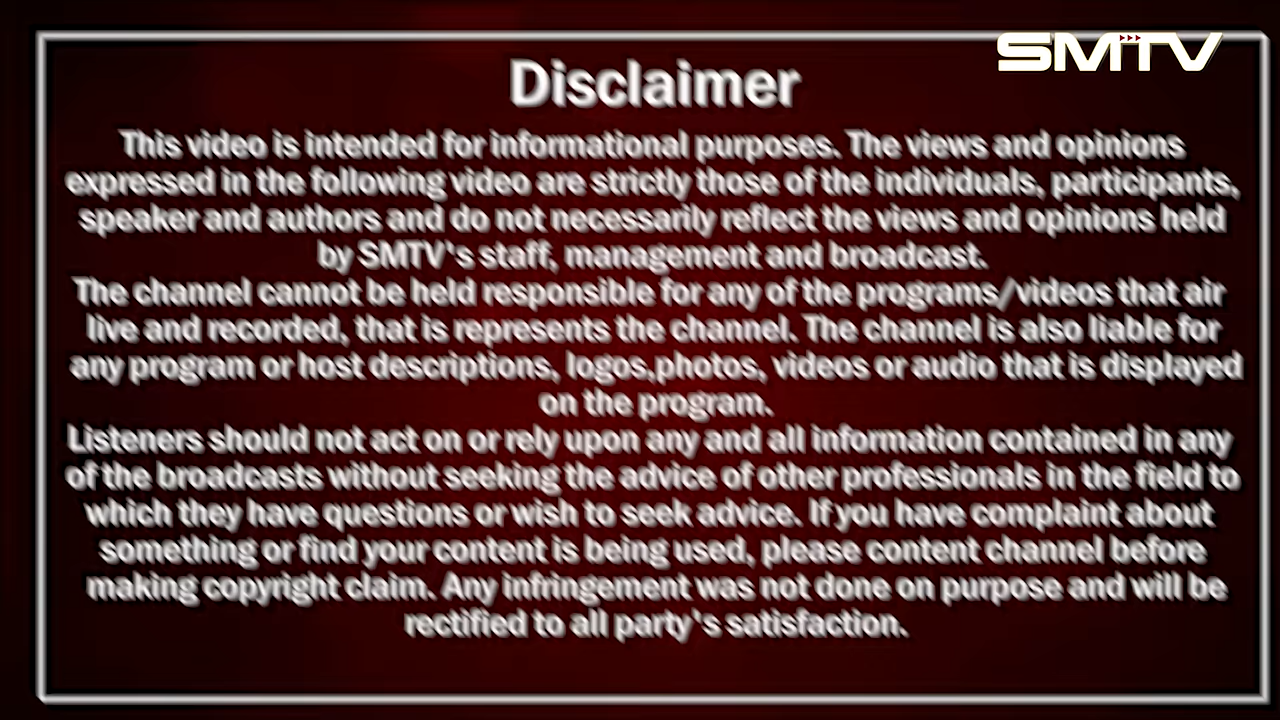 SMTV
Disclaimer
This video is intended for informational purposes. The views and opinions
expressed in the following video are strictly those of the individuals, participants,
speaker and authors and do not necessarily reflect the views and opinions held
by SMTV's staff, management and broadcast.
The channel cannot be held responsible for any of the programs/videos that air
live and recorded, that is represents the channel. The channel is also liable for
any program or host descriptions, logos,photos, videos or audio that is displayed
on the program.
Listeners should not act on or rely upon any and all information contained in any
of the broadcasts without seeking the advice of other professionals in the field to
which they have questions or wish to seek advice. If you have complaint about
something or find your content is being used, please content channel before
making copyright claim. Any infringement was not done on purpose and will be
rectified to all party's satisfaction.